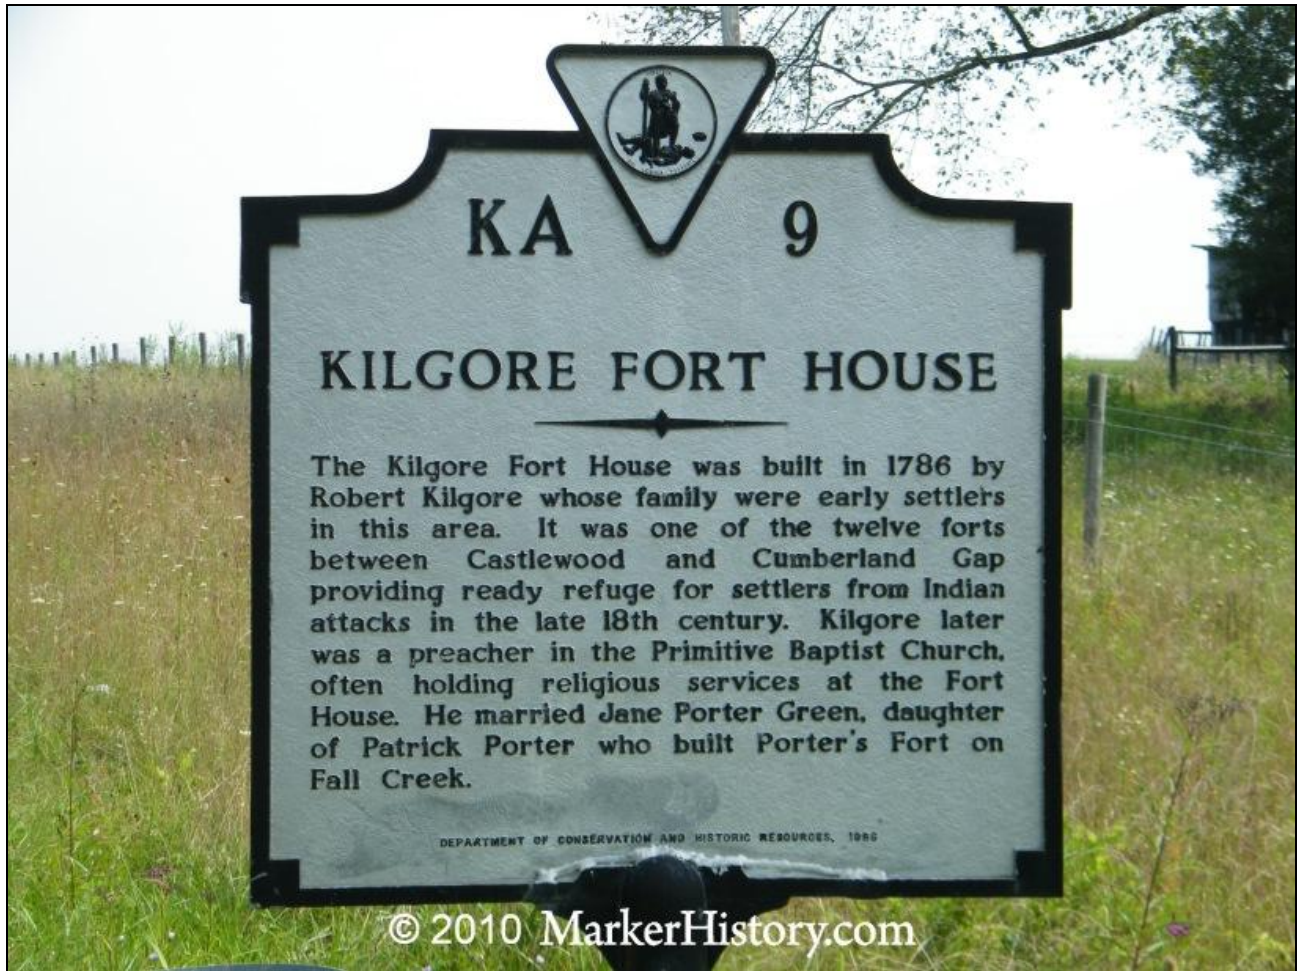 KA 9
KILGORE FORT HOUSE
The Kilgore Fort House was built in 1786 by
Robert Kilgore whose family were early settlers
in this area. It was one of the twelve forts
between Castlewood and Cumberland Gap
providing ready refuge for settlers from Indian
attacks in the late 18th century. Kilgore later
was a preacher in the Primitive Baptist Church,
often holding religious services at the Fort
House. He married Jane Porter Green, daughter
of Patrick Porter who built Porter's Fort on
Fall Creek.
DEPARTMENT OF CONSERVATION AND HISTORIC RESOURCES,
© 2010 MarkerHistory.com